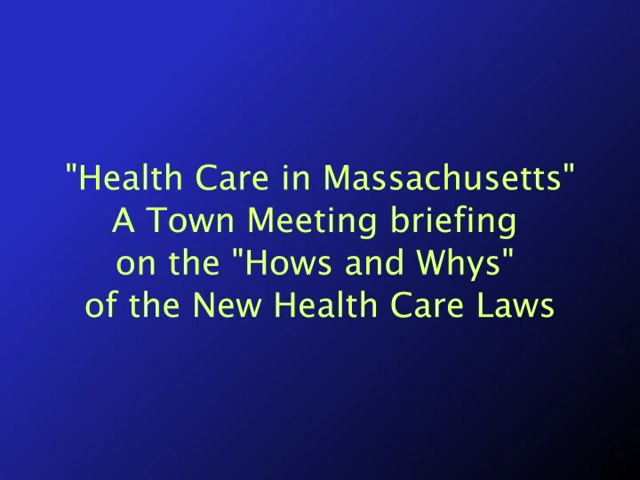 "Health Care in Massachusetts"
A Town Meeting briefing
on the "Hows and Whys"
of the New Health Care Laws